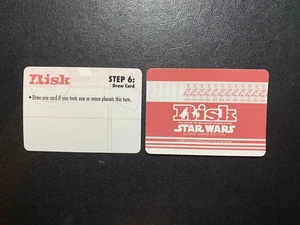 Risk
STEP 6:
Draw Card
• Draw one card if you took one or more planets this turn.
Risk
STAR WARS